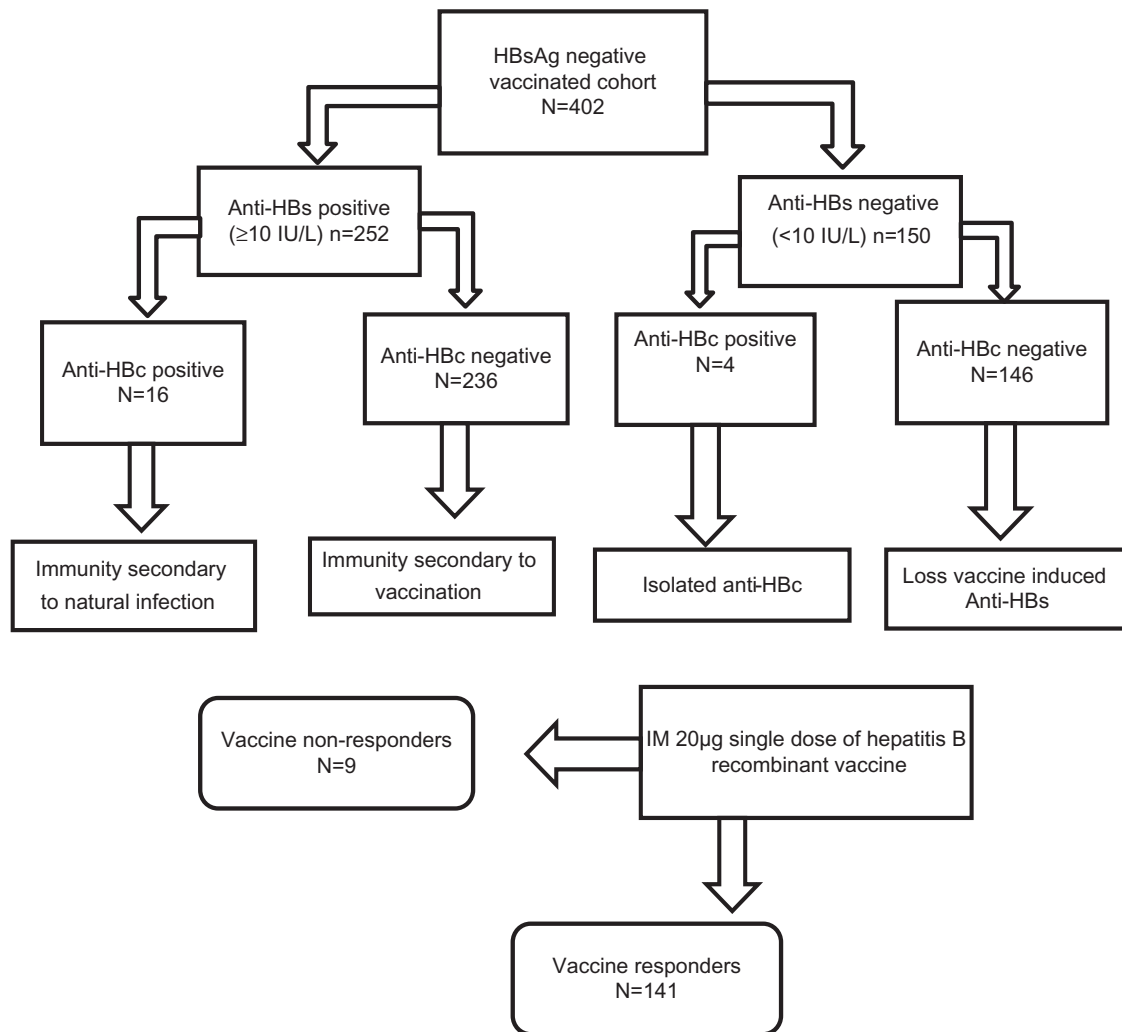 HBsAg negative
vaccinated cohort
N=402
Anti-HBs positive
(≥10 IU/L) n=252
Anti-HBs negative
(<10 IU/L) n=150
Anti-HBc positive
N=16
Anti-HBc negative
N=236
Anti-HBc positive
N=4
Anti-HBc negative
N=146
Immunity secondary
to natural infection
Immunity secondary to
vaccination
Isolated anti-HBc
Loss vaccine induced
Anti-HBs
Vaccine non-responders
N=9
IM 20μg single dose of hepatitis B
recombinant vaccine
Vaccine responders
N=141